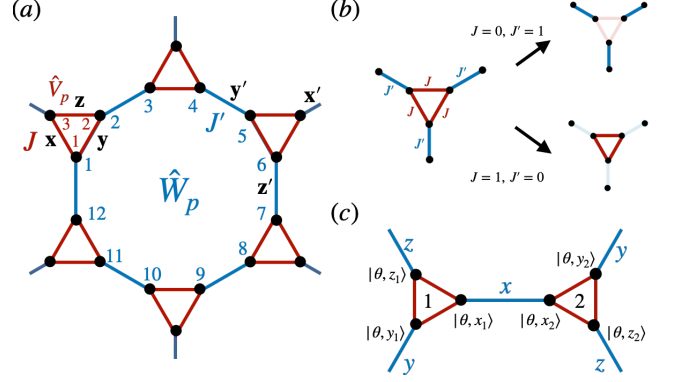 (a)
V̂p
z
3 2
x
y
J
1
1
2
3
4
y'
J'
x'
5
6
z'
Ŵp
7
8
9
10
11
12
(b)
J = 0, J' = 1
J'
J
J'
J
J
J'
J = 1, J' = 0
(c)
z
|θ, z₁⟩
1
|θ, y₁⟩
y
|θ, x₁⟩
x
|θ, x₂⟩
|θ, y₂⟩
y
2
|θ, z₂⟩
z